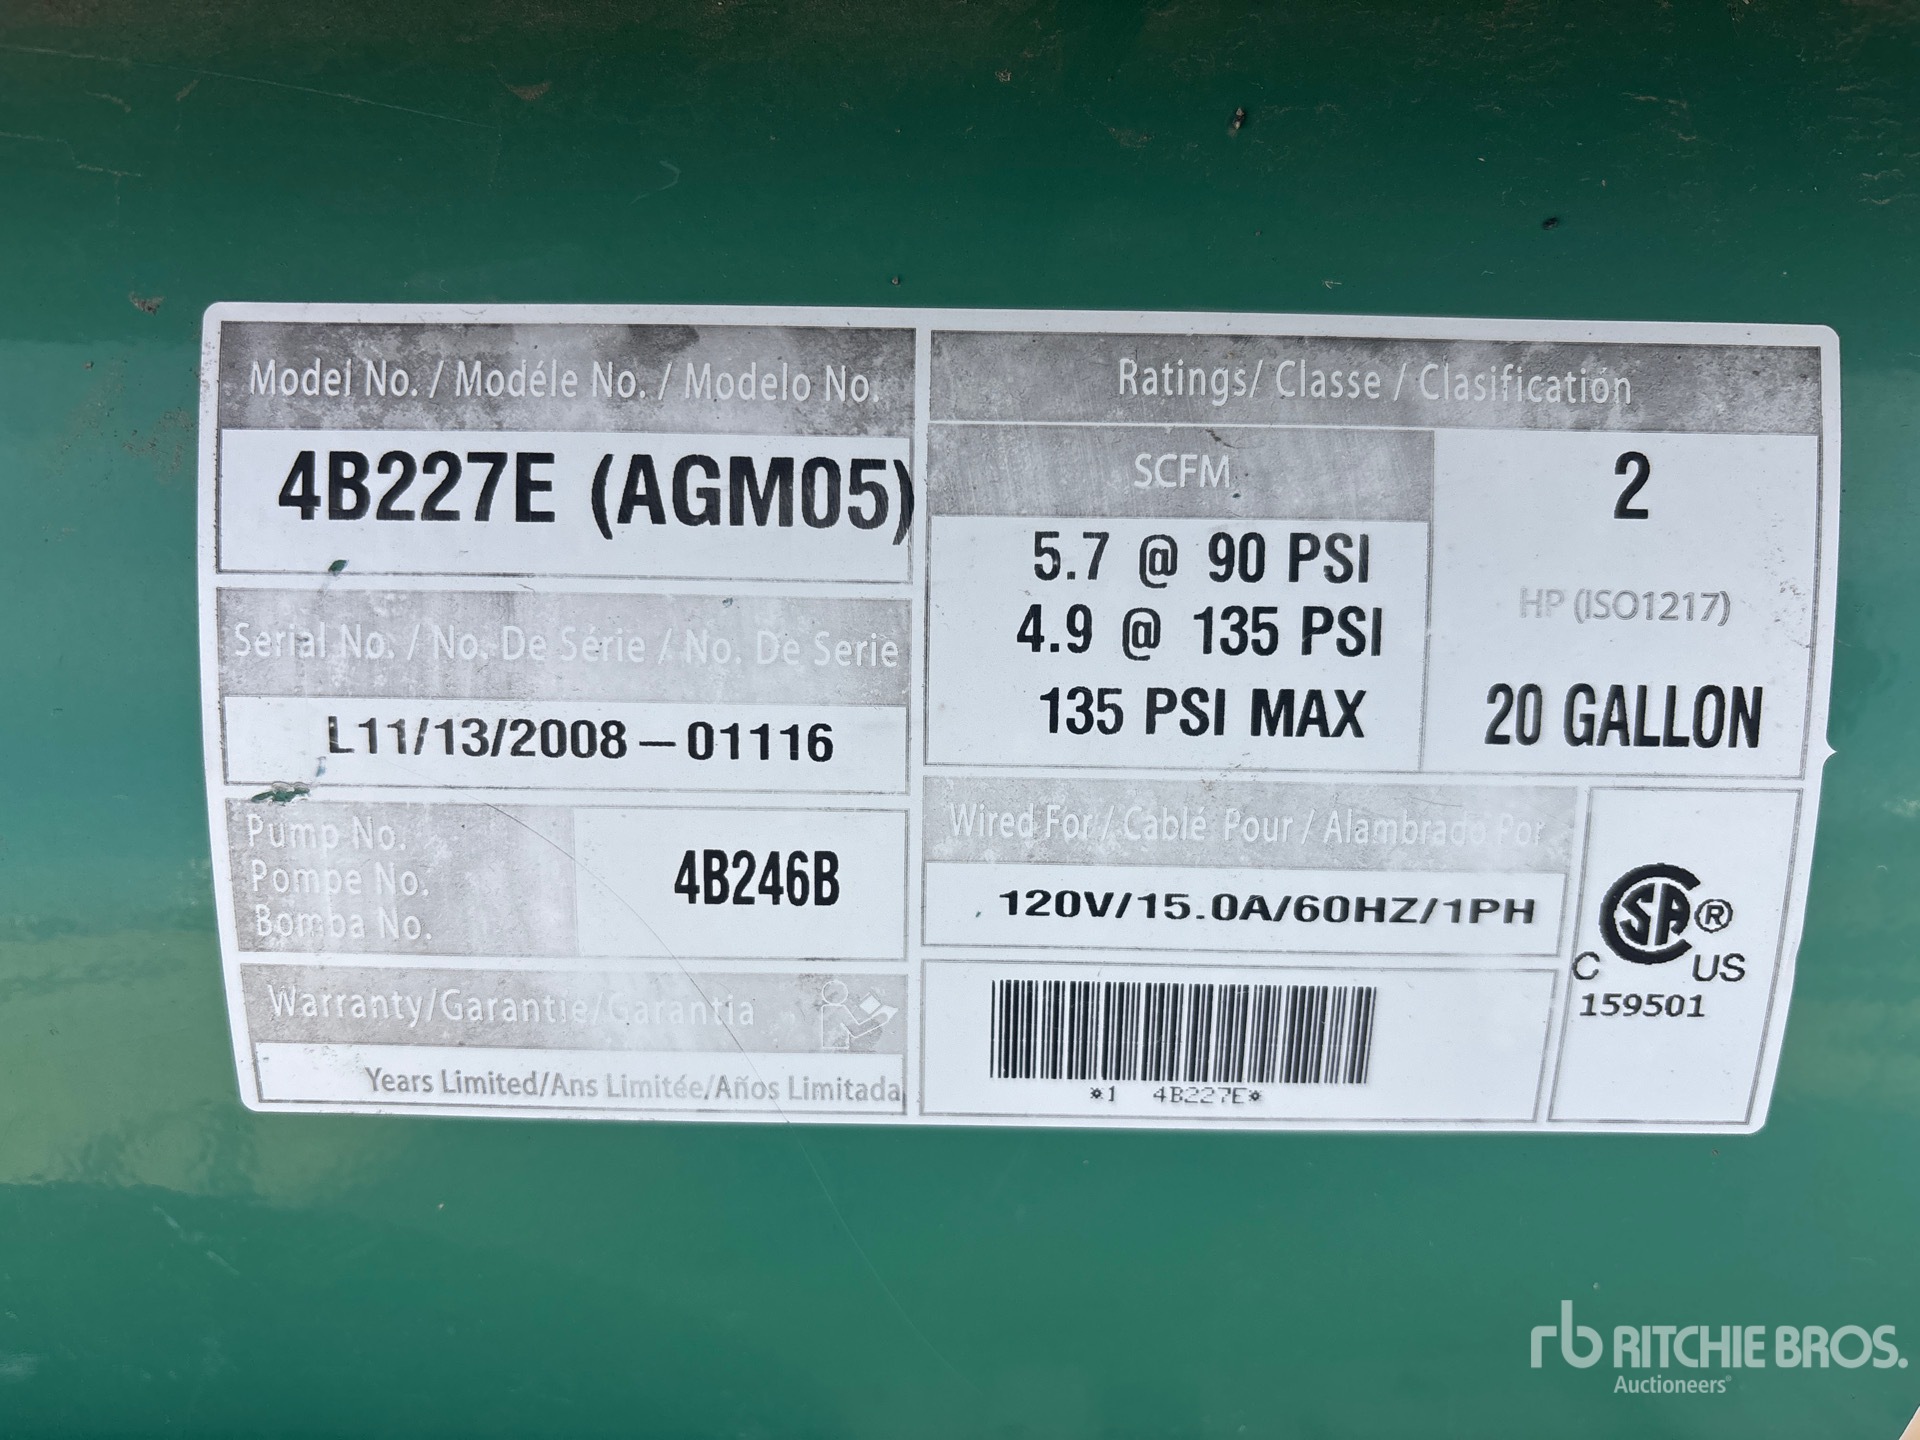 Model No. / Modéle No. / Modelo No.
4B227E (AGM05)
Serial No. / No. De Série / No. De Serie
L11/13/2008-01116
Pump No.
Pompe No.
Bomba No.
4B246B
Warranty/Garantie/Garantia
Years Limited/Ans Limitée/Años Limitada
Ratings/ Classe / Clasificatión
SCFM
5.7 @ 90 PSI
4.9 @ 135 PSI
135 PSI MAX
2
HP (ISO1217)
20 GALLON
Wired For / Cablé Pour / Alambrado Por
120V/15.0A/60HZ/1PH
*1 4B227E*
CSA ®
C US
159501
rb RITCHIE BROS.
Auctioneers®